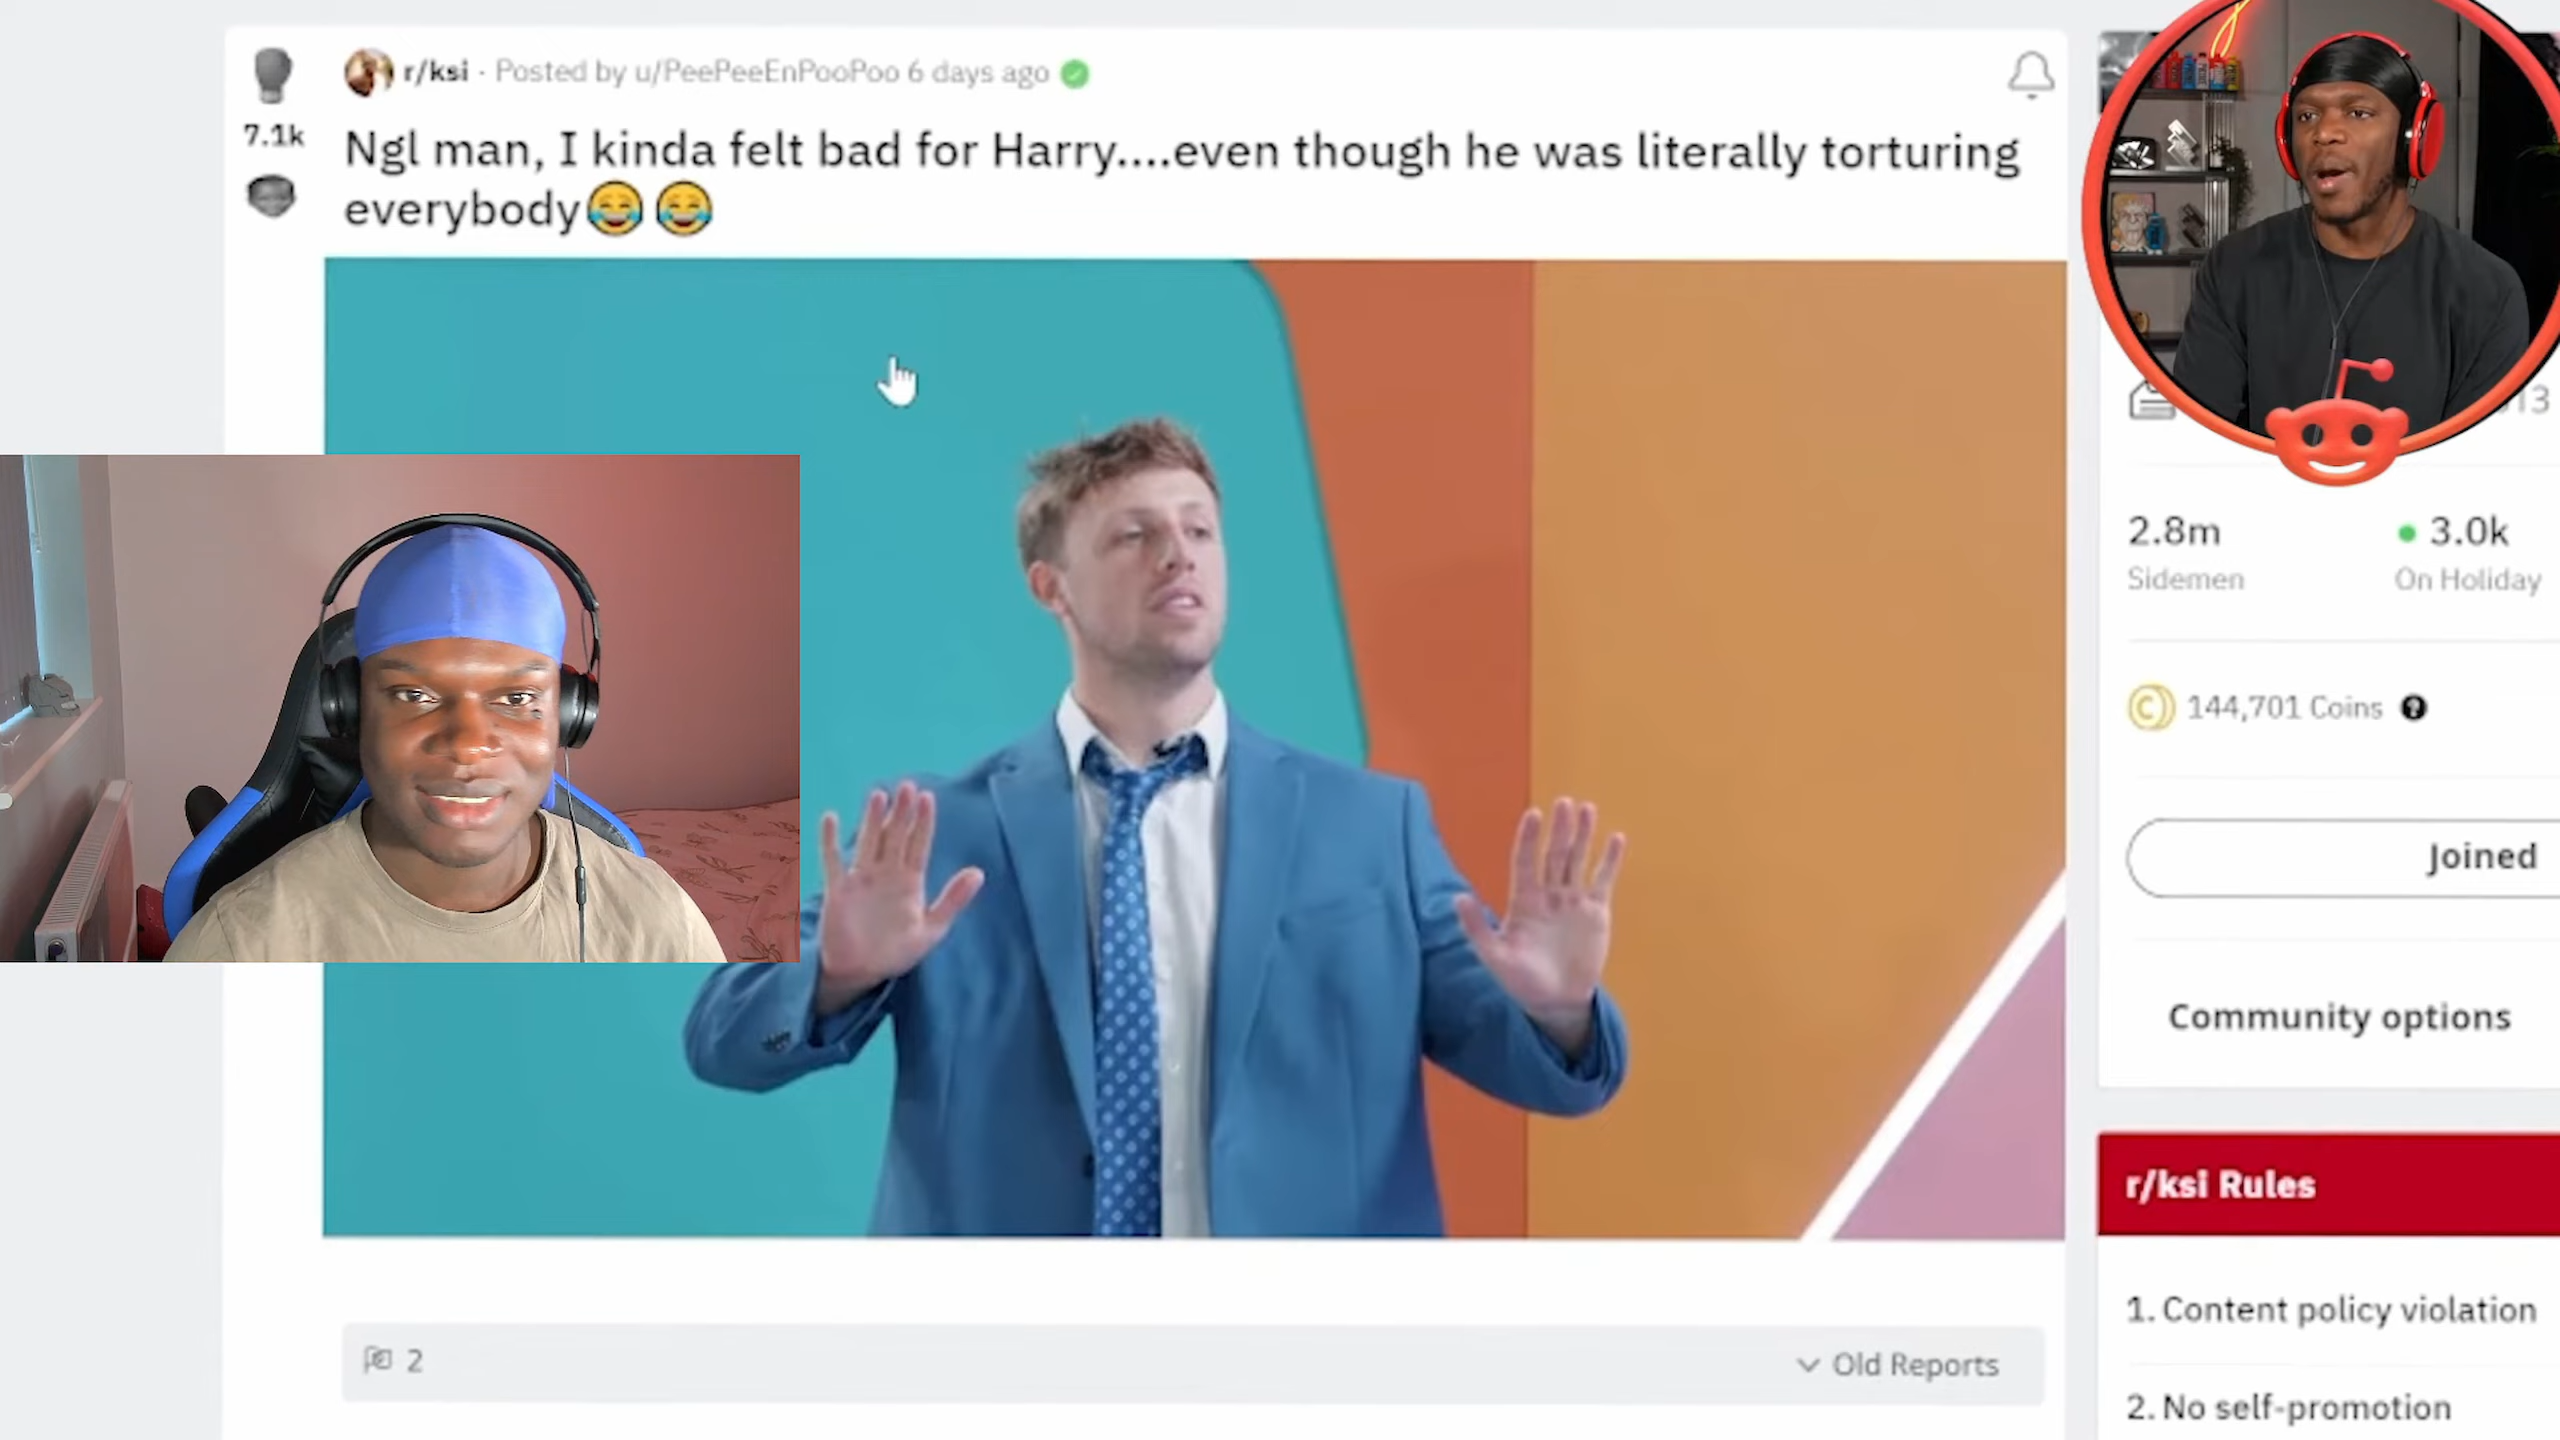 r/ksi · Posted by u/PeePeeEnPooPoo 6 days ago
7.1k
Ngl man, I kinda felt bad for Harry....even though he was literally torturing
everybody😂😂
13
2.8m
Sidemen
3.0k
On Holiday
144,701 Coins
Joined
Community options
r/ksi Rules
1. Content policy violation
2. No self-promotion
2
Old Reports